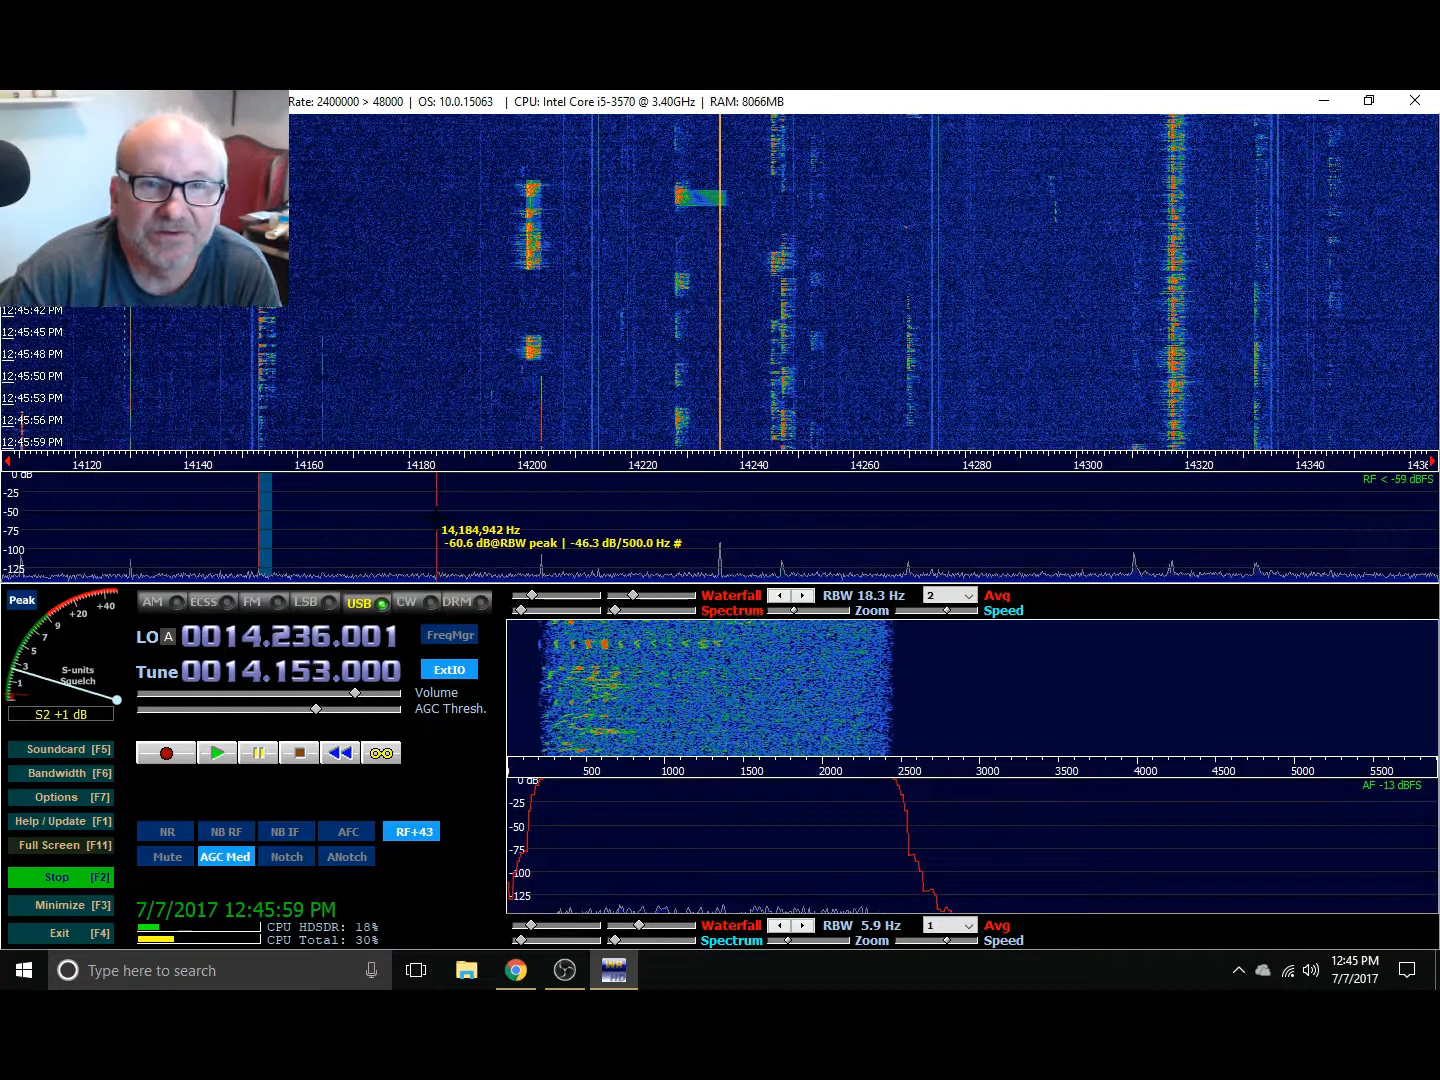 Rate: 2400000 > 48000 | OS: 10.0.15063 | CPU: Intel Core i5-3570 @ 3.40GHz | RAM: 8066MB
12:45:42 PM
12:45:45 PM
12:45:48 PM
12:45:50 PM
12:45:53 PM
12:45:56 PM
12:45:59 PM
14120 14140 14160 14180 14200 14220 14240 14260 14280 14300 14320 14340 1436
0 dB
RF < -59 dBFS
-25
-50
-75
-100
-125
14,184,942 Hz
-60.6 dB@RBW peak | -46.3 dB/500.0 Hz #
Peak
1 3 5 7 9 +20 +40
S-units
Squelch
S2 +1 dB
AM ECSS FM LSB USB CW DRM
LO A 0014.236.001 FreqMgr
Tune 0014.153.000 ExtIO
Volume
AGC Thresh.
Soundcard [F5]
Bandwidth [F6]
Options [F7]
Help / Update [F1]
Full Screen [F11]
Stop [F2]
Minimize [F3]
Exit [F4]
NR NB RF NB IF AFC RF+43
Mute AGC Med Notch ANotch
7/7/2017 12:45:59 PM
CPU HDSDR: 18%
CPU Total: 30%
Waterfall RBW 18.3 Hz 2 Avg
Spectrum Zoom Speed
500 1000 1500 2000 2500 3000 3500 4000 4500 5000 5500
0 dB
AF -13 dBFS
-25
-50
-75
-100
-125
Waterfall RBW 5.9 Hz 1 Avg
Spectrum Zoom Speed
Type here to search
WR
HD
12:45 PM
7/7/2017